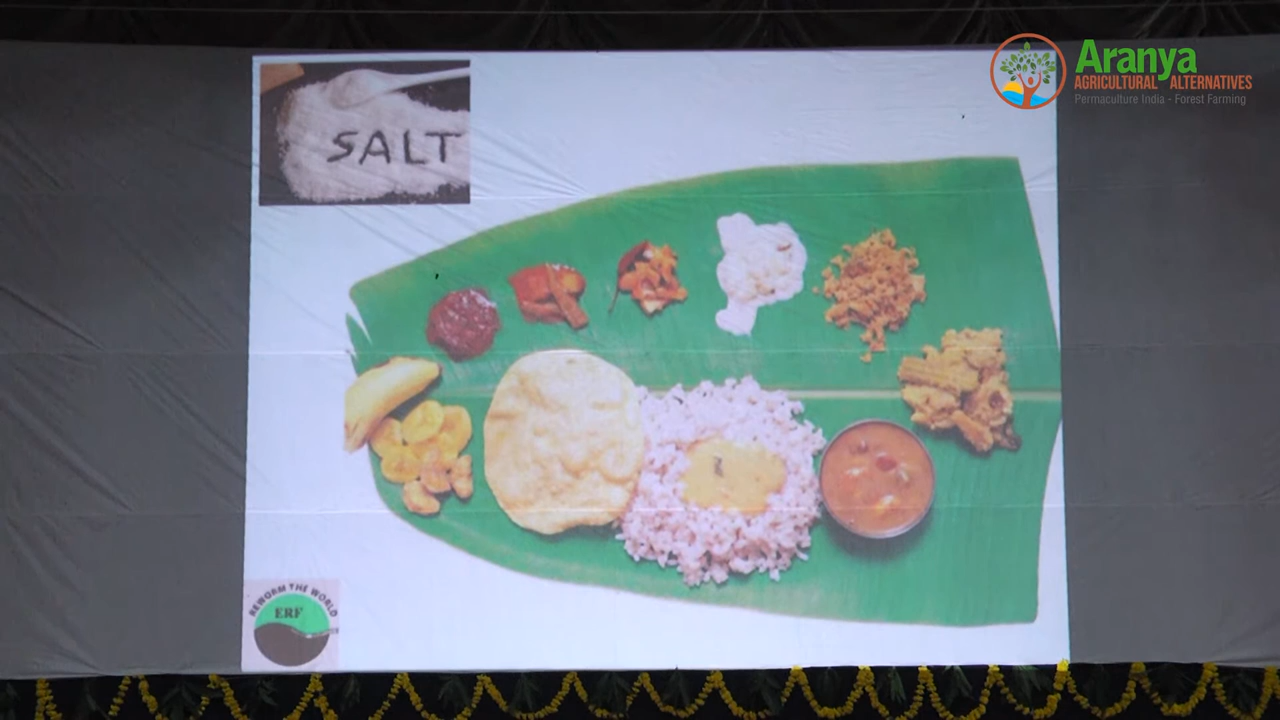 SALT
Aranya
AGRICULTURAL ALTERNATIVES
Permaculture India - Forest Farming
REWORM THE WORLD
ERF